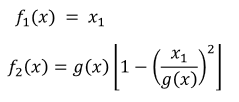 f₁(x) = x₁
f₂(x) = g(x) ⌊1 − (x₁/g(x))²⌋